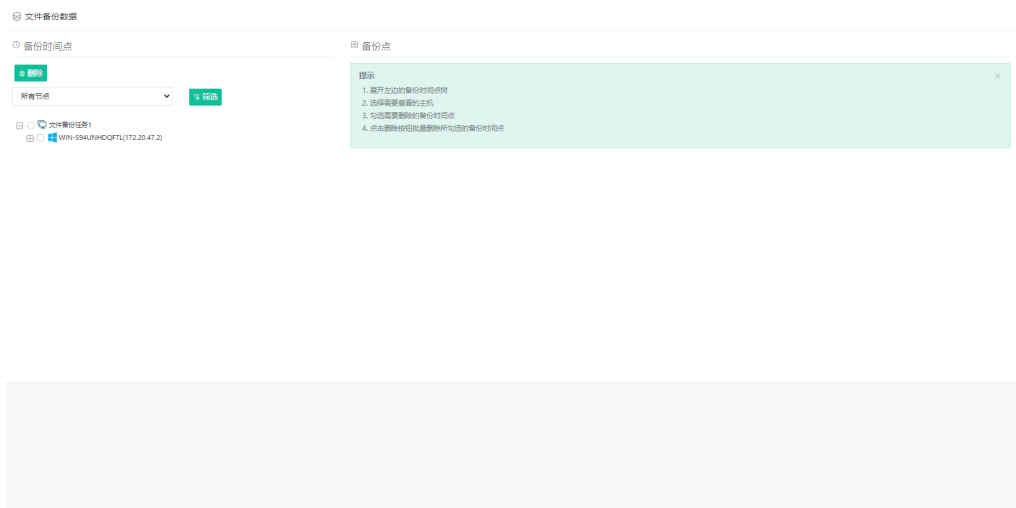 文件备份数据
备份时间点
删除
所有节点
筛选
文件备份任务1
WIN-S94UNHDQFTL(172.20.47.2)
备份点
提示
1. 展开左边的备份时间点树
2. 选择需要查看的主机
3. 勾选需要删除的备份时间点
4. 点击删除按钮批量删除所勾选的备份时间点